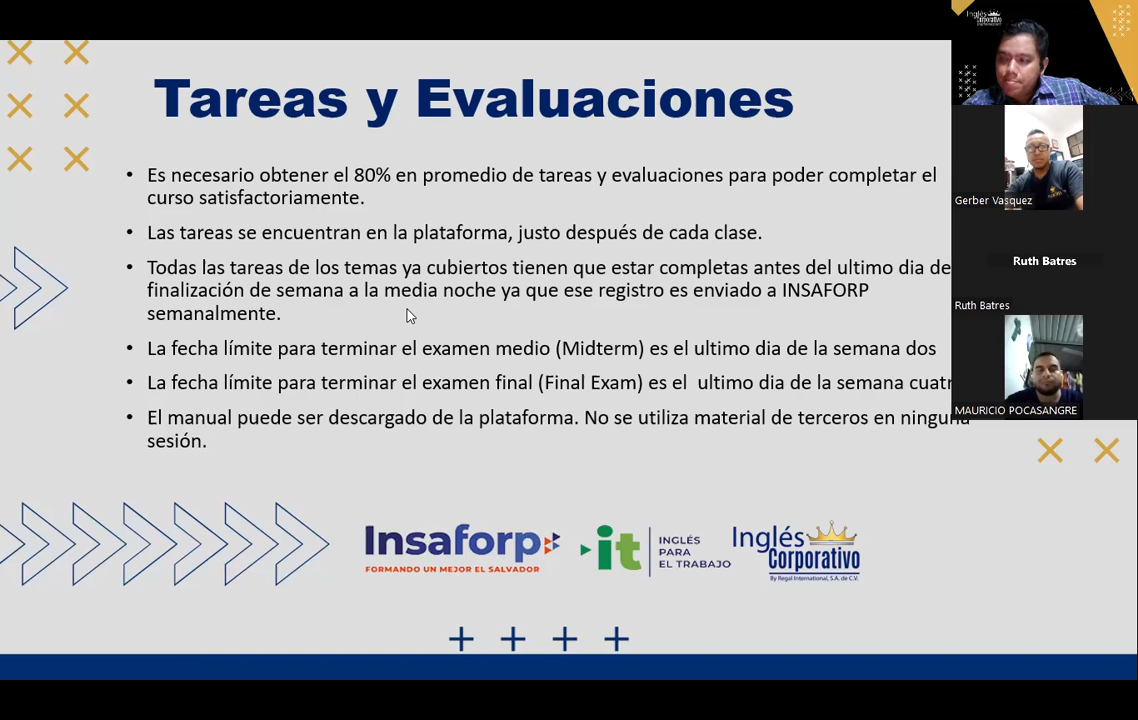 Tareas y Evaluaciones
• Es necesario obtener el 80% en promedio de tareas y evaluaciones para poder completar el
curso satisfactoriamente.
• Las tareas se encuentran en la plataforma, justo después de cada clase.
• Todas las tareas de los temas ya cubiertos tienen que estar completas antes del ultimo dia de
finalización de semana a la media noche ya que ese registro es enviado a INSAFORP
semanalmente.
• La fecha límite para terminar el examen medio (Midterm) es el ultimo dia de la semana dos
• La fecha límite para terminar el examen final (Final Exam) es el ultimo dia de la semana
• El manual puede ser descargado de la plataforma. No se utiliza material de terceros en ninguna
sesión.
Insaforp
FORMANDO UN MEJOR EL SALVADOR
it
INGLÉS
PARA
EL TRABAJO
Inglés
Corporativo
By Regal International, S.A. de C.V.
Inglés
Gerber Vasquez
Ruth Batres
Ruth Batres
MAURICIO POCASANGRE